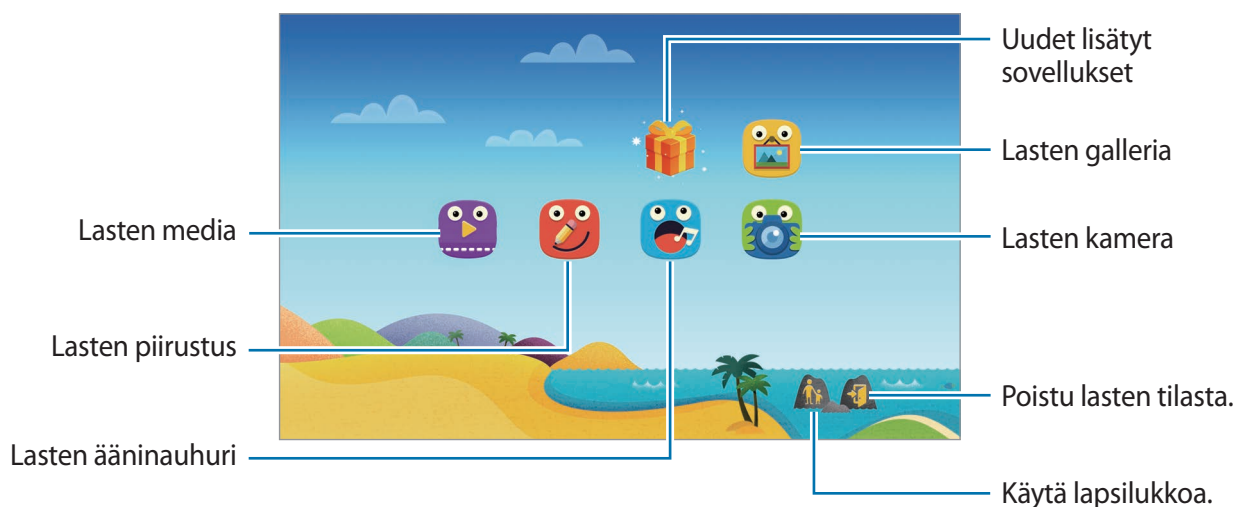 Uudet lisätyt
sovellukset
Lasten galleria
Lasten media
Lasten kamera
Lasten piirustus
Poistu lasten tilasta.
Lasten ääninauhuri
Käytä lapsilukkoa.